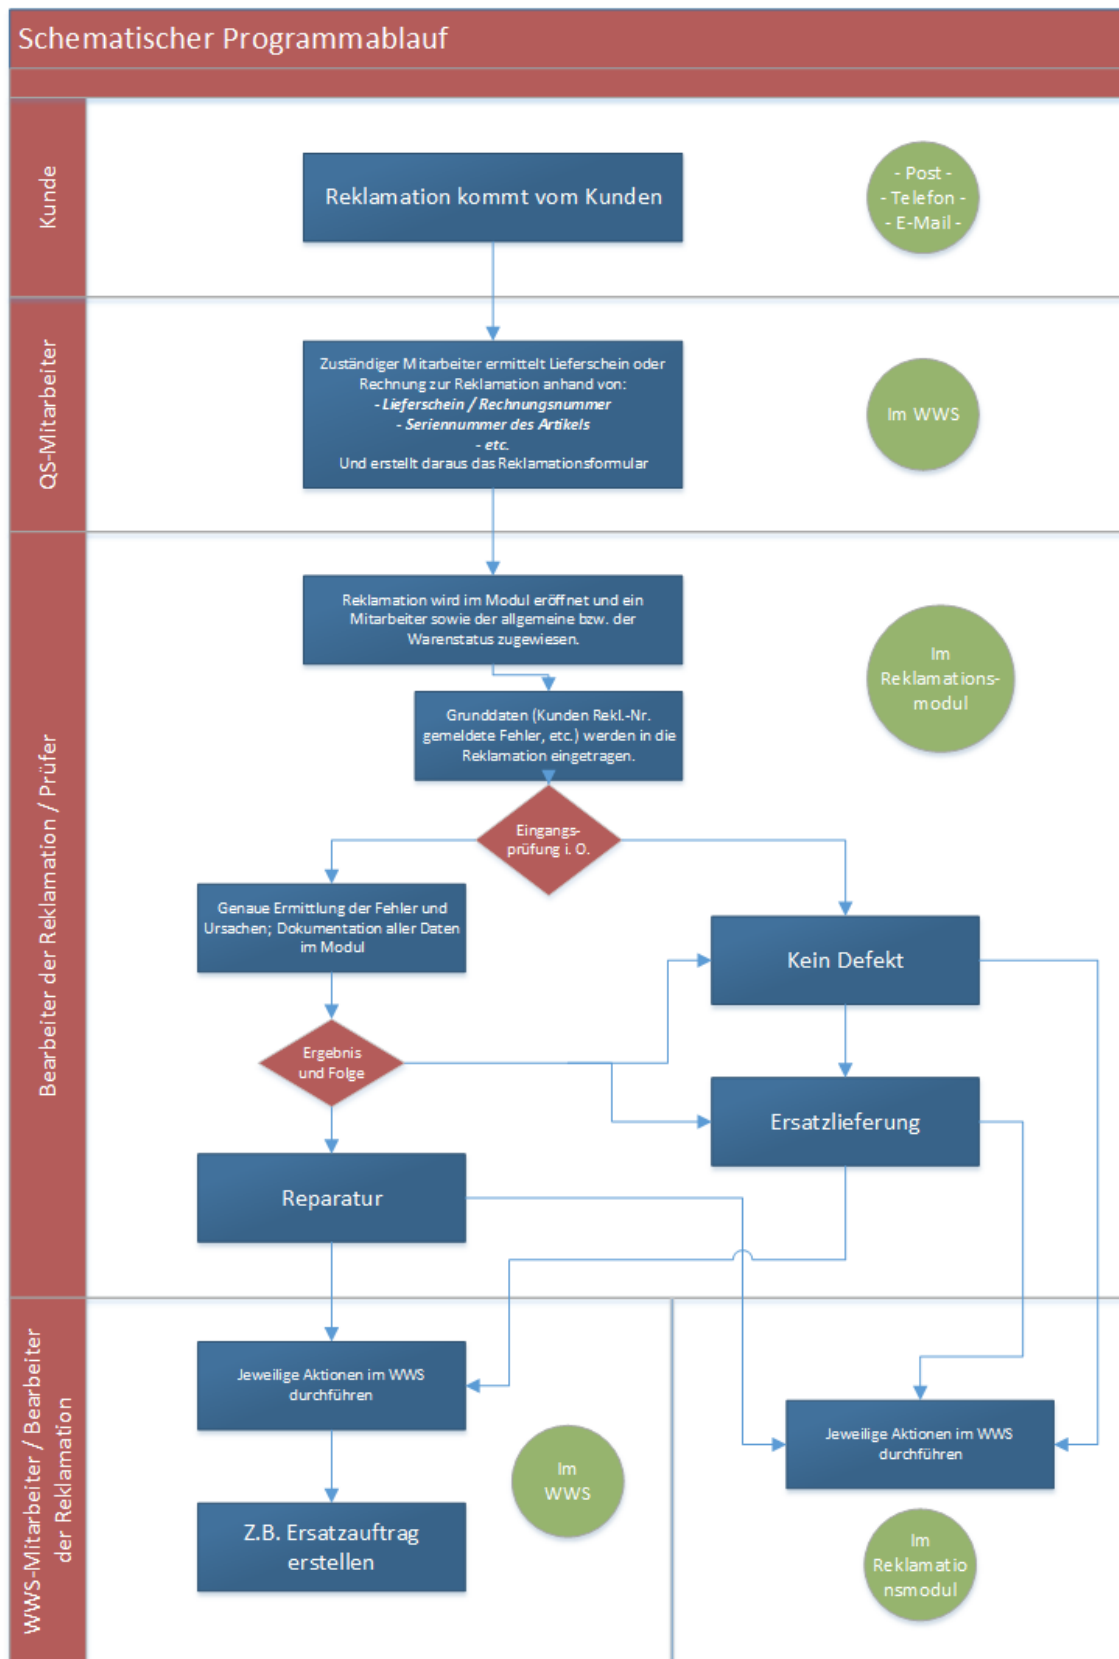 Schematischer Programmablauf
Kunde
Reklamation kommt vom Kunden
- Post -
- Telefon -
- E-Mail -
QS-Mitarbeiter
Zuständiger Mitarbeiter ermittelt Lieferschein oder
Rechnung zur Reklamation anhand von:
- Lieferschein / Rechnungsnummer
- Seriennummer des Artikels
- etc.
Und erstellt daraus das Reklamationsformular
Im WWS
Bearbeiter der Reklamation / Prüfer
Reklamation wird im Modul eröffnet und ein
Mitarbeiter sowie der allgemeine bzw. der
Warenstatus zugewiesen.
Im
Reklamations-
modul
Grunddaten (Kunden Rekl.-Nr.
gemeldete Fehler, etc.) werden in die
Reklamation eingetragen.
Eingangs-
prüfung i. O.
Genaue Ermittlung der Fehler und
Ursachen; Dokumentation aller Daten
im Modul
Kein Defekt
Ergebnis
und Folge
Ersatzlieferung
Reparatur
WWS-Mitarbeiter / Bearbeiter
der Reklamation
Jeweilige Aktionen im WWS
durchführen
Im
WWS
Z.B. Ersatzauftrag
erstellen
Jeweilige Aktionen im WWS
durchführen
Im
Reklamatio
nsmodul